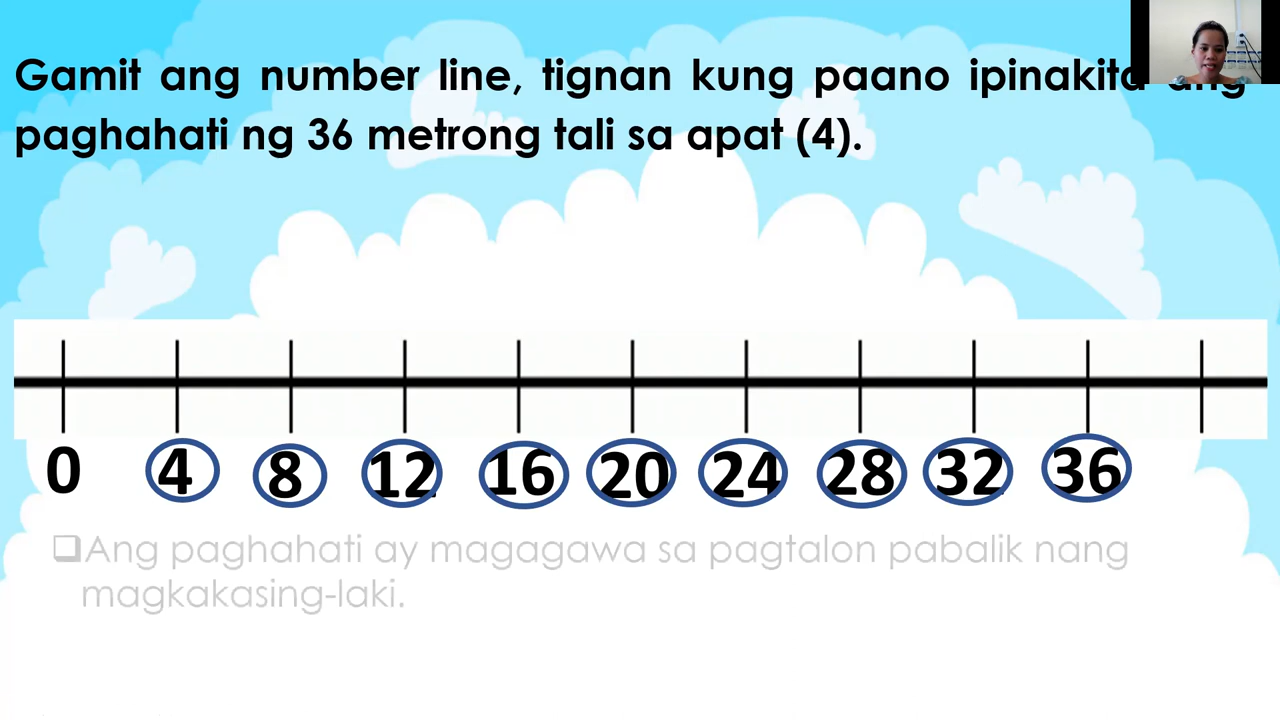 Gamit ang number line, tignan kung paano ipinakita ang
paghahati ng 36 metrong tali sa apat (4).
0 4 8 12 16 20 24 28 32 36
❑Ang paghahati ay magagawa sa pagtalon pabalik nang
magkakasing-laki.